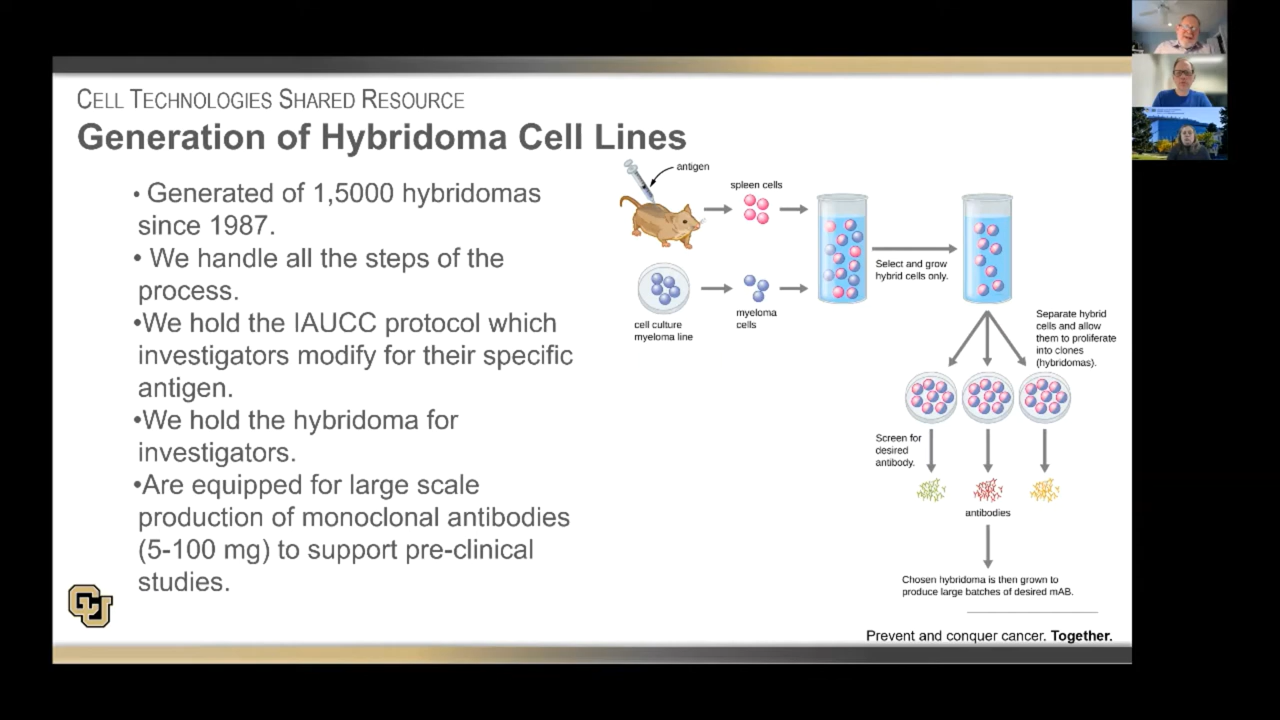 CELL TECHNOLOGIES SHARED RESOURCE
Generation of Hybridoma Cell Lines
• Generated of 1,5000 hybridomas
since 1987.
• We handle all the steps of the
process.
•We hold the IAUCC protocol which
investigators modify for their specific
antigen.
•We hold the hybridoma for
investigators.
•Are equipped for large scale
production of monoclonal antibodies
(5-100 mg) to support pre-clinical
studies.
antigen
spleen cells
cell culture
myeloma line
myeloma
cells
Select and grow
hybrid cells only.
Separate hybrid
cells and allow
them to proliferate
into clones
(hybridomas).
Screen for
desired
antibody.
antibodies
Chosen hybridoma is then grown to
produce large batches of desired mAB.
CU
Prevent and conquer cancer. Together.